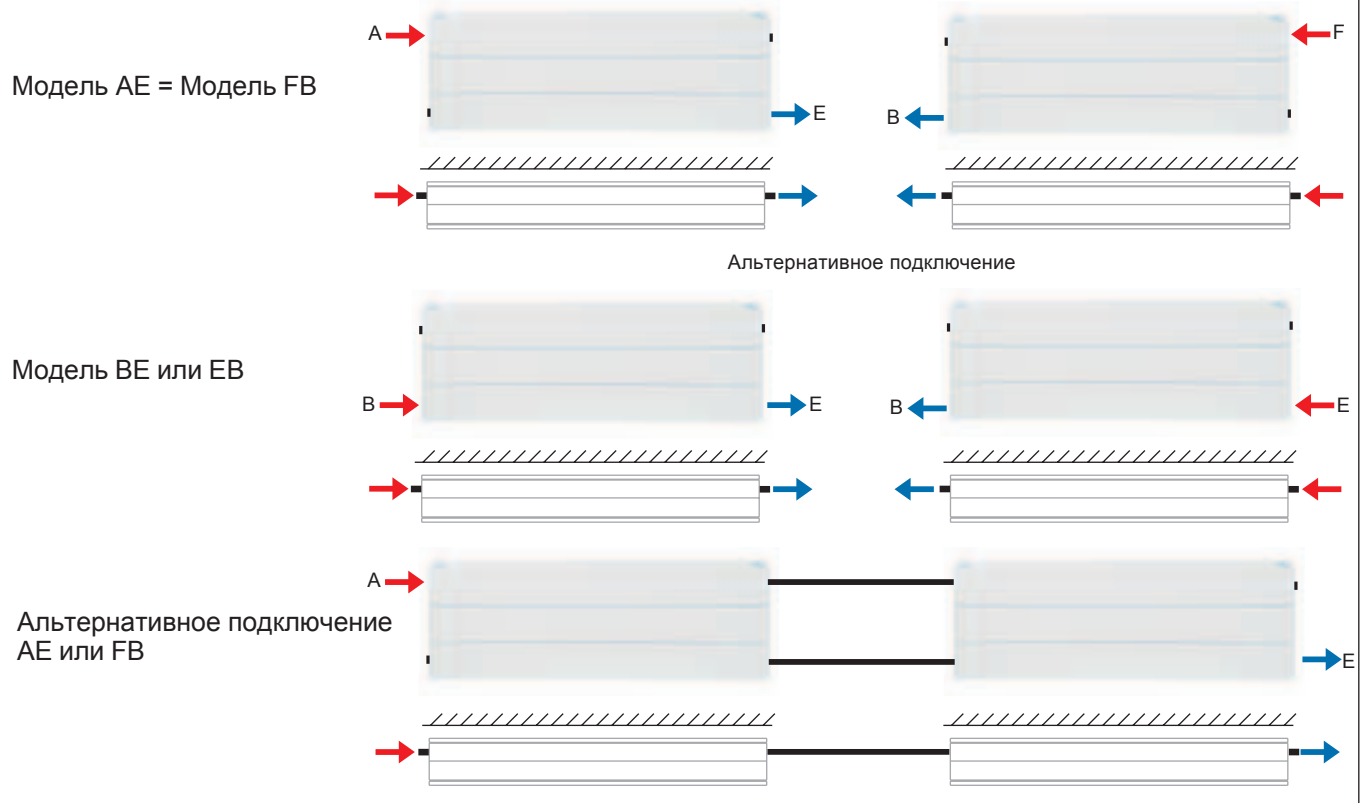 A
F
Модель AE = Модель FB
E
B
Альтернативное подключение
Модель BE или EB
B
E
B
E
A
Альтернативное подключение
AE или FB
E